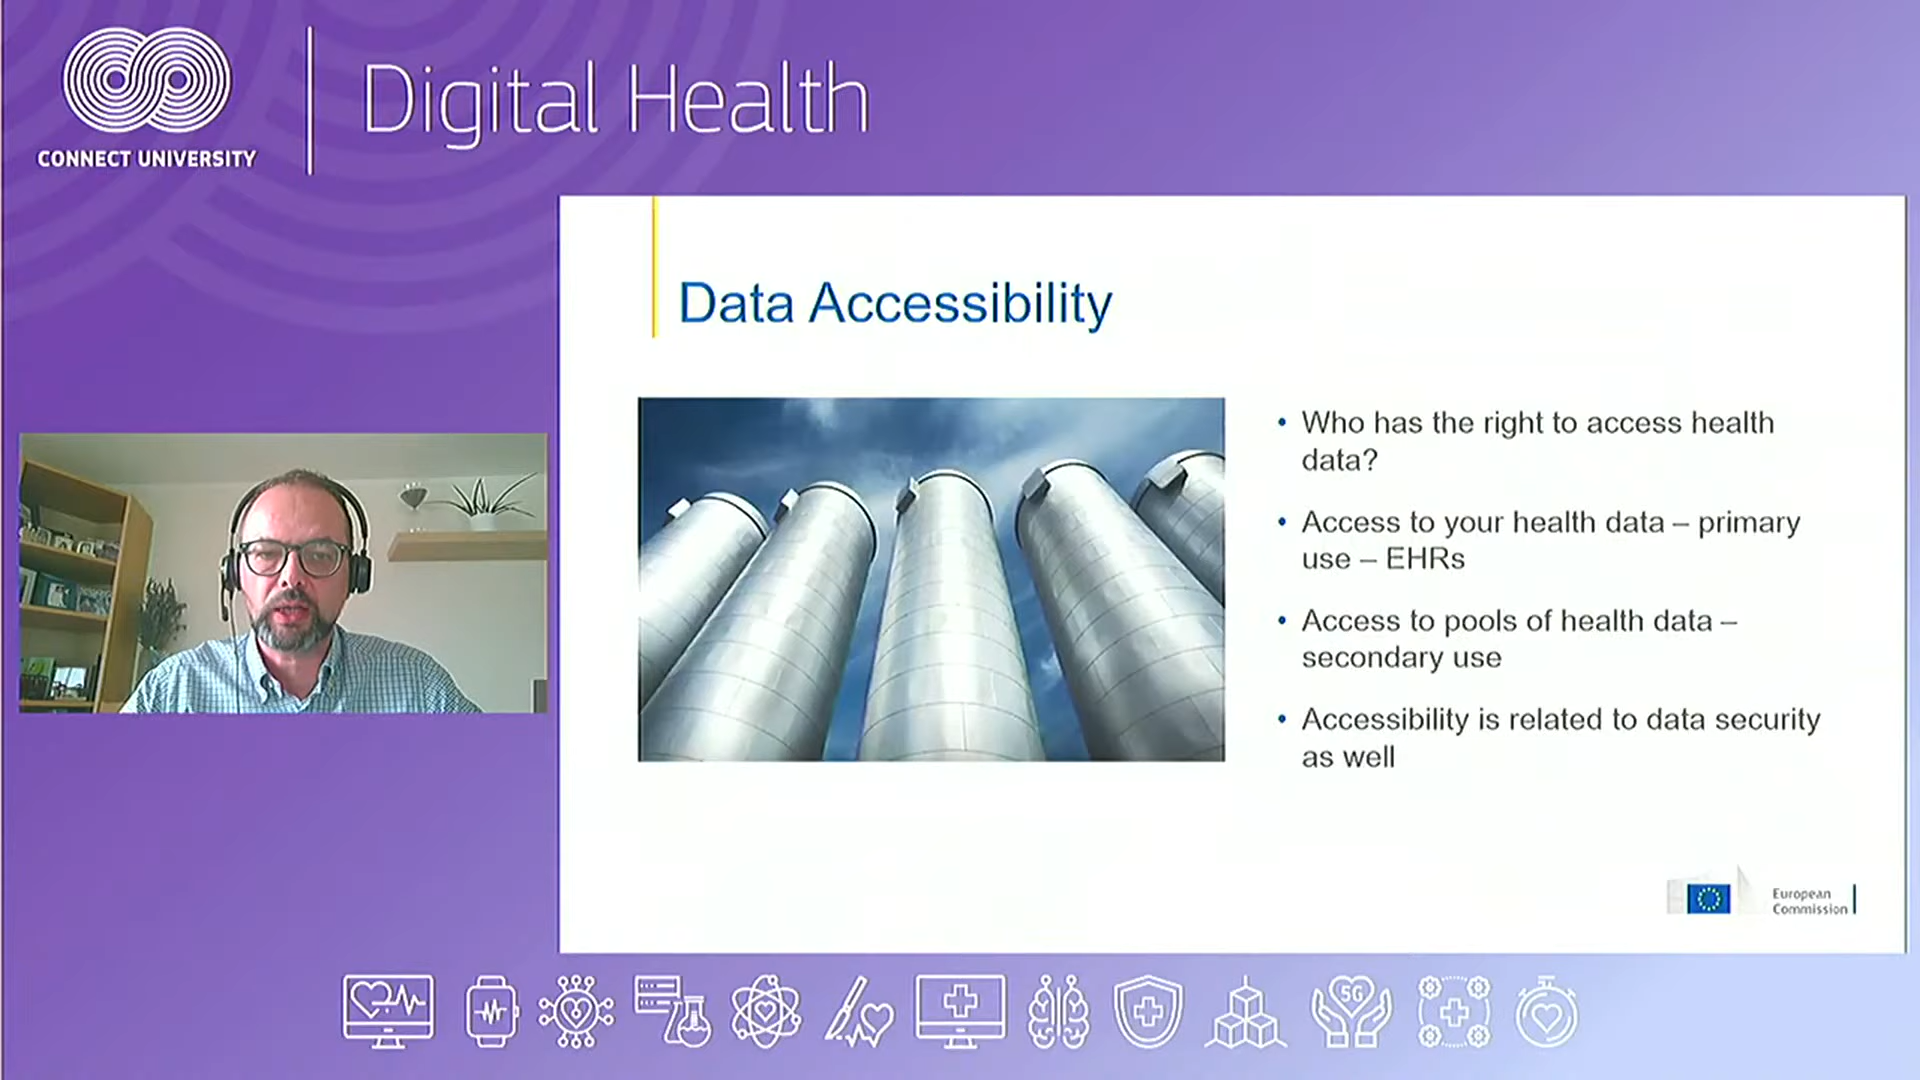 CONNECT UNIVERSITY
Digital Health
Data Accessibility
• Who has the right to access health
data?
• Access to your health data – primary
use – EHRs
• Access to pools of health data –
secondary use
• Accessibility is related to data security
as well
European
Commission
5G